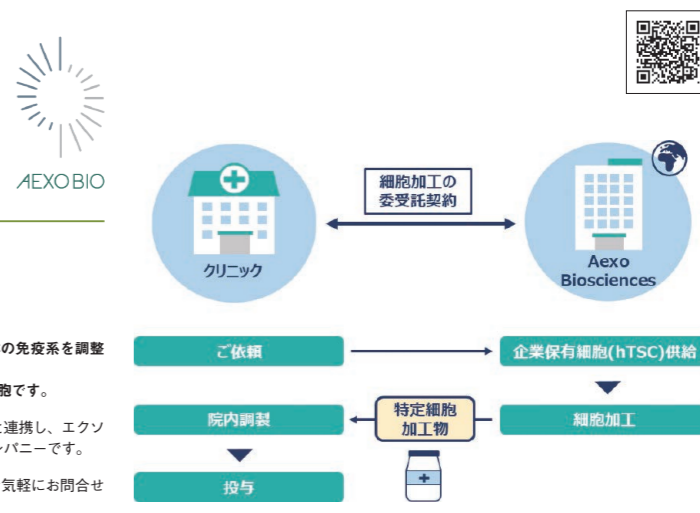 AEXOBIO
細胞加工の
委受託契約
クリニック
Aexo
Biosciences
の免疫系を調整
胞です。
と連携し、エクソ
パニーです。
気軽にお問合せ
ご依頼
企業保有細胞(hTSC)供給
院内調製
特定細胞
加工物
細胞加工
投与